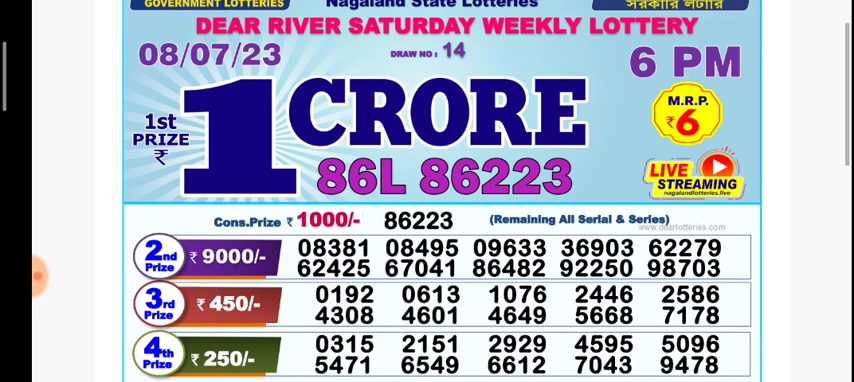 GOVERNMENT LOTTERIES
Nagaland State Lotteries
সরকারি লটারি
DEAR RIVER SATURDAY WEEKLY LOTTERY
08/07/23
DRAW NO : 14
6 PM
1st
PRIZE
₹
1 CRORE
M.R.P.
₹6
86L 86223
LIVE
STREAMING
nagalandlotteries.live
Cons.Prize ₹ 1000/- 86223 (Remaining All Serial & Series)
www.dearlotteries.com
2nd Prize ₹ 9000/-
08381 08495 09633 36903 62279
62425 67041 86482 92250 98703
3rd Prize ₹ 450/-
0192 0613 1076 2446 2586
4308 4601 4649 5668 7178
4th Prize ₹ 250/-
0315 2151 2929 4595 5096
5471 6549 6612 7043 9478